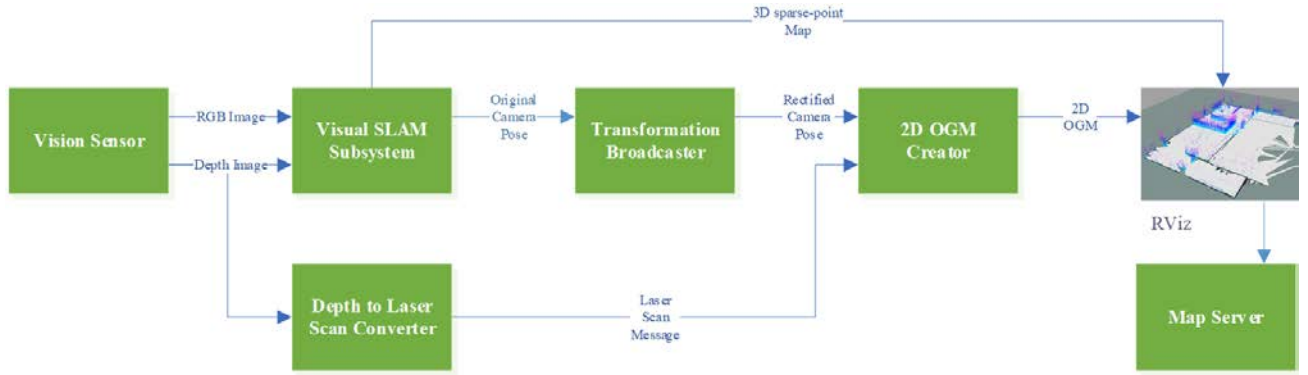 3D sparse-point
Map
Vision Sensor
RGB Image
Depth Image
Visual SLAM
Subsystem
Original
Camera
Pose
Transformation
Broadcaster
Rectified
Camera
Pose
2D OGM
Creator
2D
OGM
RViz
Depth to Laser
Scan Converter
Laser
Scan
Message
Map Server